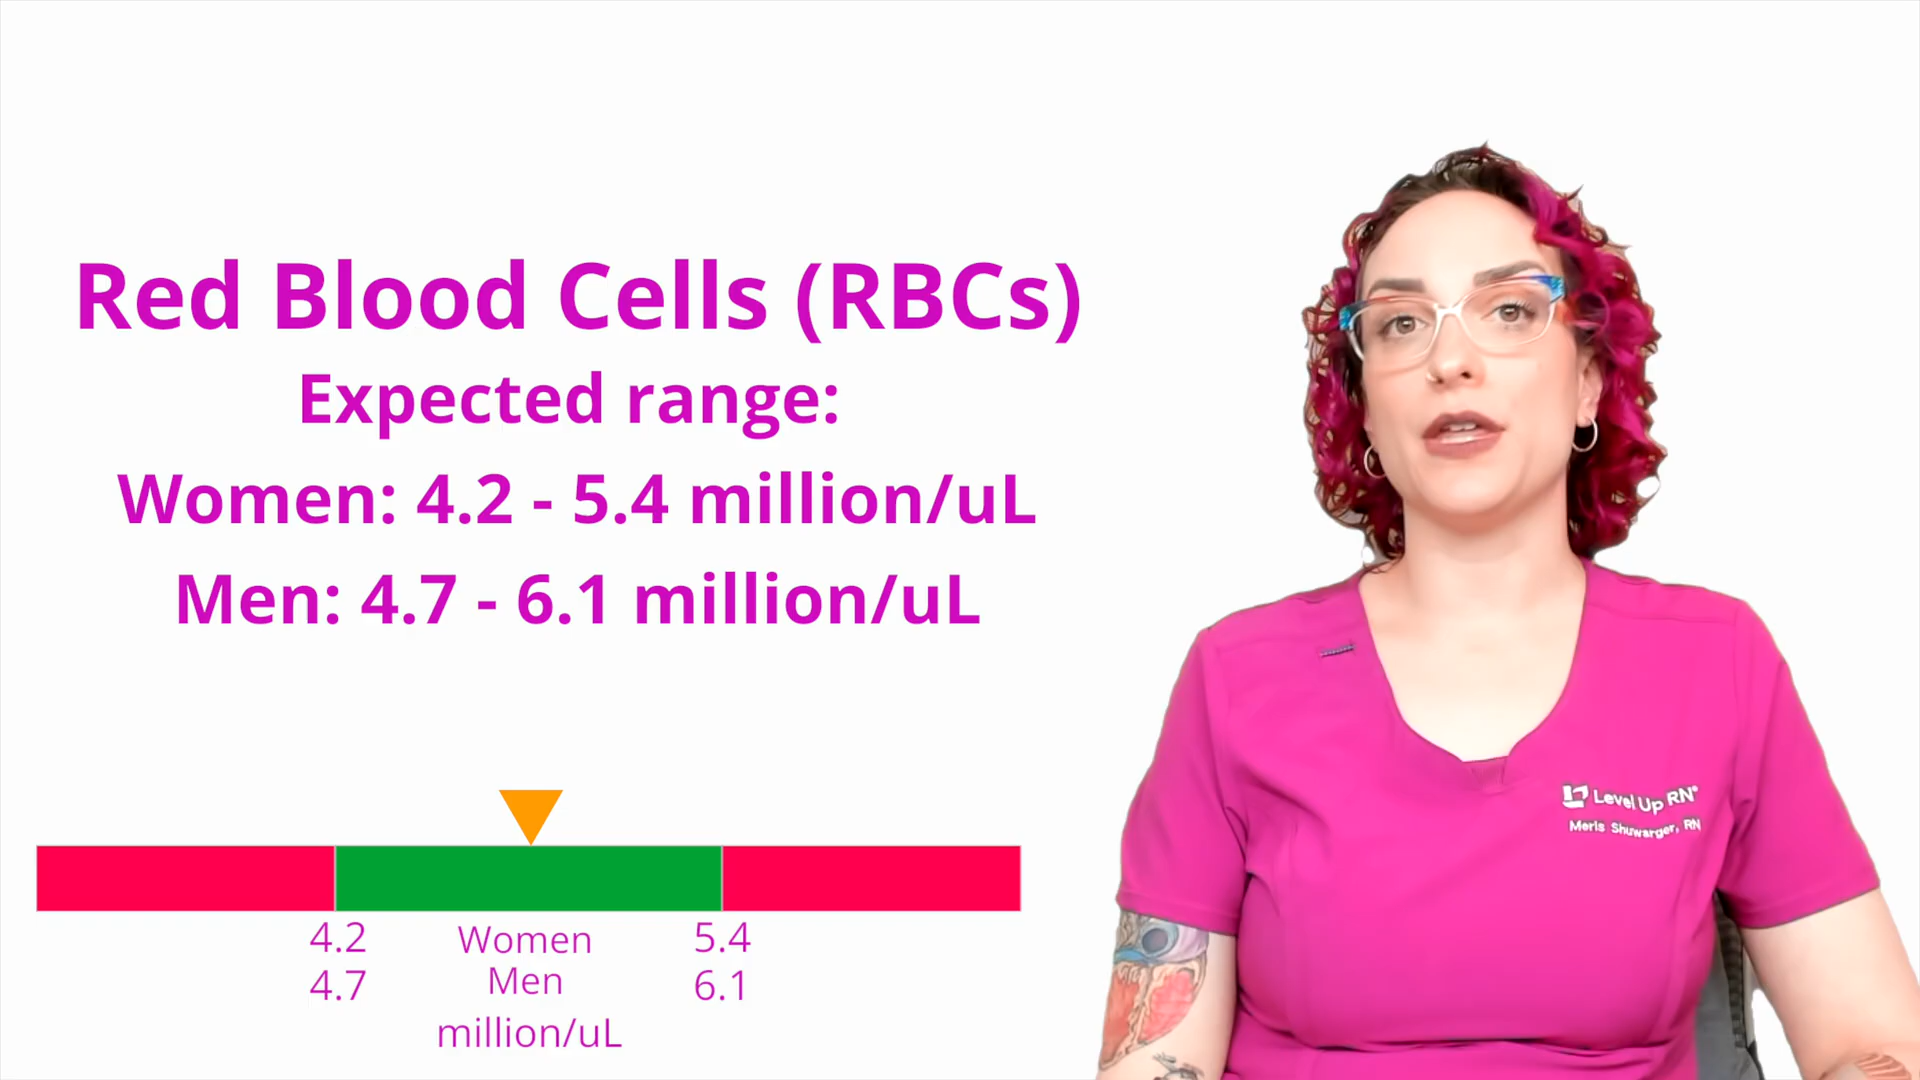 Red Blood Cells (RBCs)
Expected range:
Women: 4.2 - 5.4 million/uL
Men: 4.7 - 6.1 million/uL
4.2 Women 5.4
4.7 Men 6.1
million/uL
Level Up RN®
Meris Shuwarger, RN